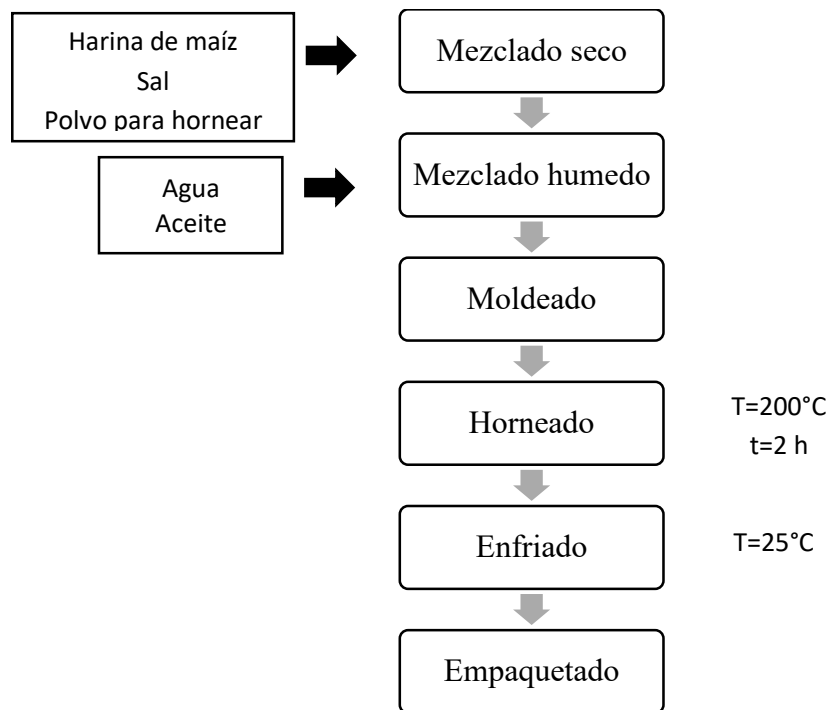 Harina de maíz
Sal
Polvo para hornear
Mezclado seco
Agua
Aceite
Mezclado humedo
Moldeado
Horneado
T=200°C
t=2 h
Enfriado
T=25°C
Empaquetado